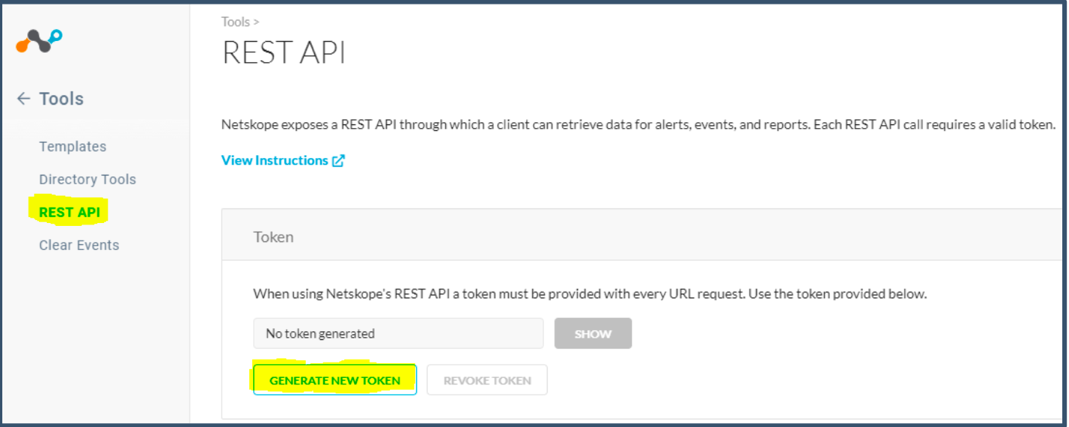 Tools >
REST API
← Tools
Templates
Directory Tools
REST API
Clear Events
Netskope exposes a REST API through which a client can retrieve data for alerts, events, and reports. Each REST API call requires a valid token.
View Instructions
Token
When using Netskope's REST API a token must be provided with every URL request. Use the token provided below.
No token generated
SHOW
GENERATE NEW TOKEN
REVOKE TOKEN